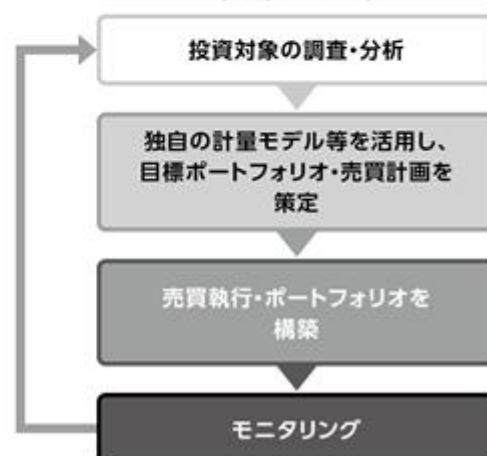 投資対象の調査・分析
独自の計量モデル等を活用し、
目標ポートフォリオ・売買計画を
策定
売買執行・ポートフォリオを
構築
モニタリング